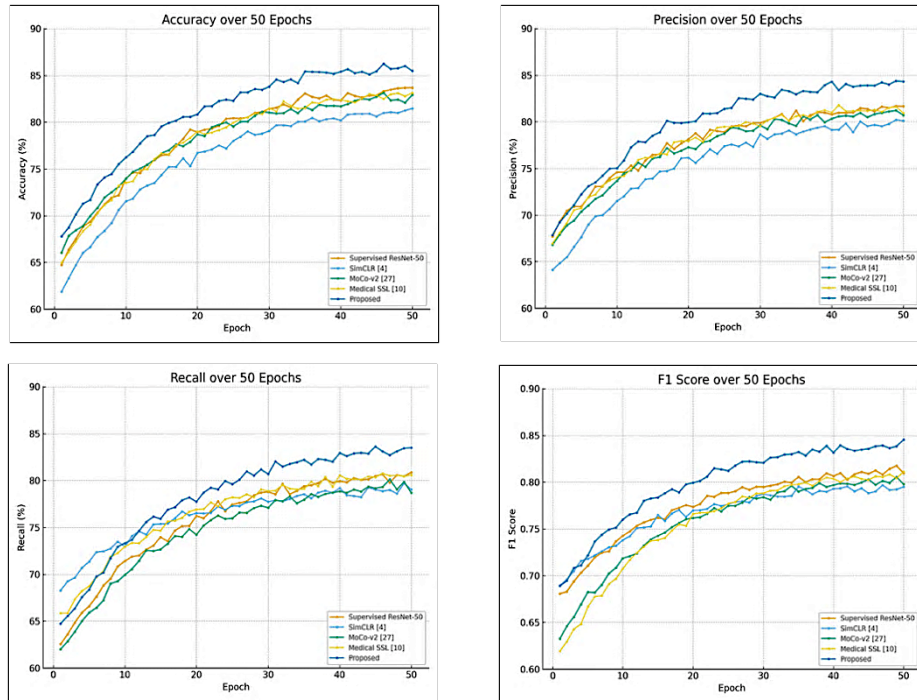 Accuracy over 50 Epochs
90
85
80
75
70
65
60
Accuracy (%)
0 10 20 30 40 50
Epoch
Supervised ResNet-50
SimCLR [4]
MoCo-v2 [27]
Medical SSL [10]
Proposed
Precision over 50 Epochs
90
85
80
75
70
65
60
Precision (%)
0 10 20 30 40 50
Epoch
Supervised ResNet-50
SimCLR [4]
MoCo-v2 [27]
Medical SSL [10]
Proposed
Recall over 50 Epochs
90
85
80
75
70
65
60
Recall (%)
0 10 20 30 40 50
Epoch
Supervised ResNet-50
SimCLR [4]
MoCo-v2 [27]
Medical SSL [10]
Proposed
F1 Score over 50 Epochs
0.90
0.85
0.80
0.75
0.70
0.65
0.60
F1 Score
0 10 20 30 40 50
Epoch
Supervised ResNet-50
SimCLR [4]
MoCo-v2 [27]
Medical SSL [10]
Proposed